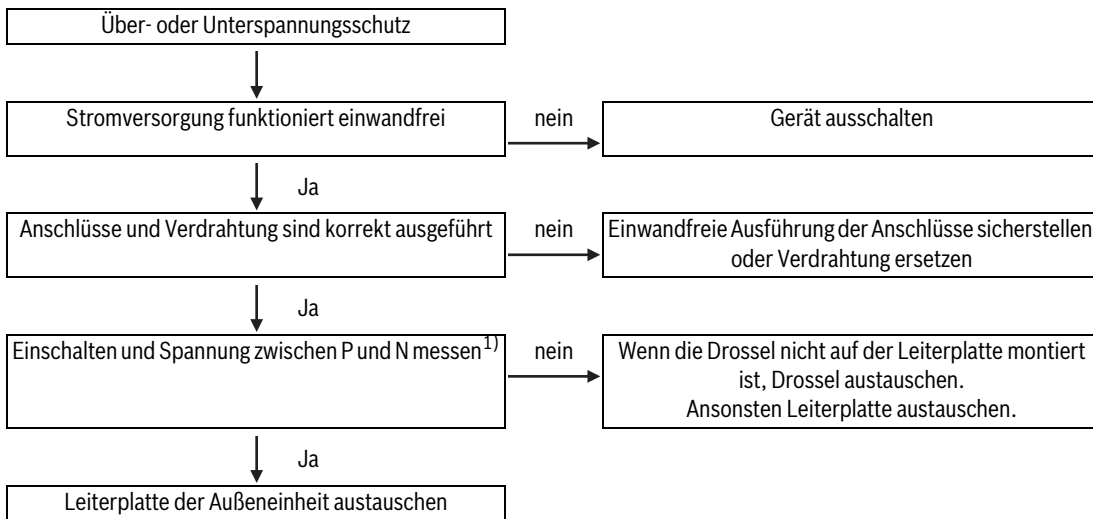 Über- oder Unterspannungsschutz
Stromversorgung funktioniert einwandfrei
nein
Gerät ausschalten
Ja
Anschlüsse und Verdrahtung sind korrekt ausgeführt
nein
Einwandfreie Ausführung der Anschlüsse sicherstellen
oder Verdrahtung ersetzen
Ja
Einschalten und Spannung zwischen P und N messen1)
nein
Wenn die Drossel nicht auf der Leiterplatte montiert
ist, Drossel austauschen.
Ansonsten Leiterplatte austauschen.
Ja
Leiterplatte der Außeneinheit austauschen